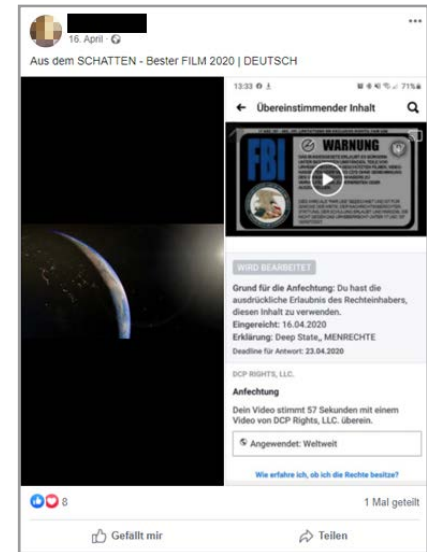 16. April
Aus dem SCHATTEN - Bester FILM 2020 | DEUTSCH
13:33
71%
Übereinstimmender Inhalt
FBI
WARNUNG
WIRD BEARBEITET
Grund für die Anfechtung: Du hast die
ausdrückliche Erlaubnis des Rechteinhabers,
diesen Inhalt zu verwenden.
Eingereicht: 16.04.2020
Erklärung: Deep State,, MENRECHTE
Deadline für Antwort: 23.04.2020
DCP RIGHTS, LLC.
Anfechtung
Dein Video stimmt 57 Sekunden mit einem
Video von DCP Rights, LLC. überein.
Angewendet: Weltweit
Wie erfahre ich, ob ich die Rechte besitze?
8
1 Mal geteilt
Gefällt mir
Teilen